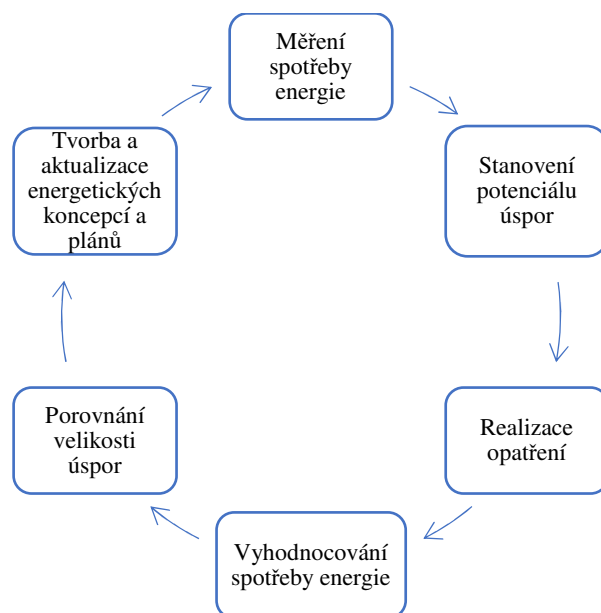 Měření
spotřeby
energie
Stanovení
potenciálu
úspor
Realizace
opatření
Vyhodnocování
spotřeby energie
Porovnání
velikosti
úspor
Tvorba a
aktualizace
energetických
koncepcí a
plánů